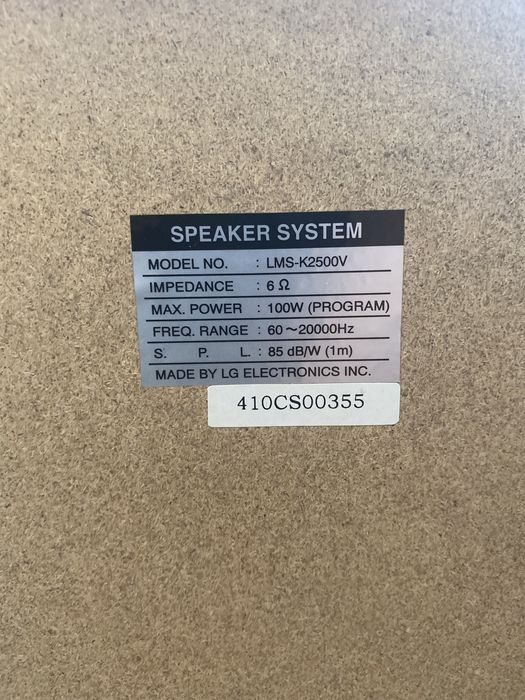 SPEAKER SYSTEM
MODEL NO. : LMS-K2500V
IMPEDANCE : 6 Ω
MAX. POWER : 100W (PROGRAM)
FREQ. RANGE : 60～20000Hz
S. P. L. : 85 dB/W (1m)
MADE BY LG ELECTRONICS INC.
410CS00355